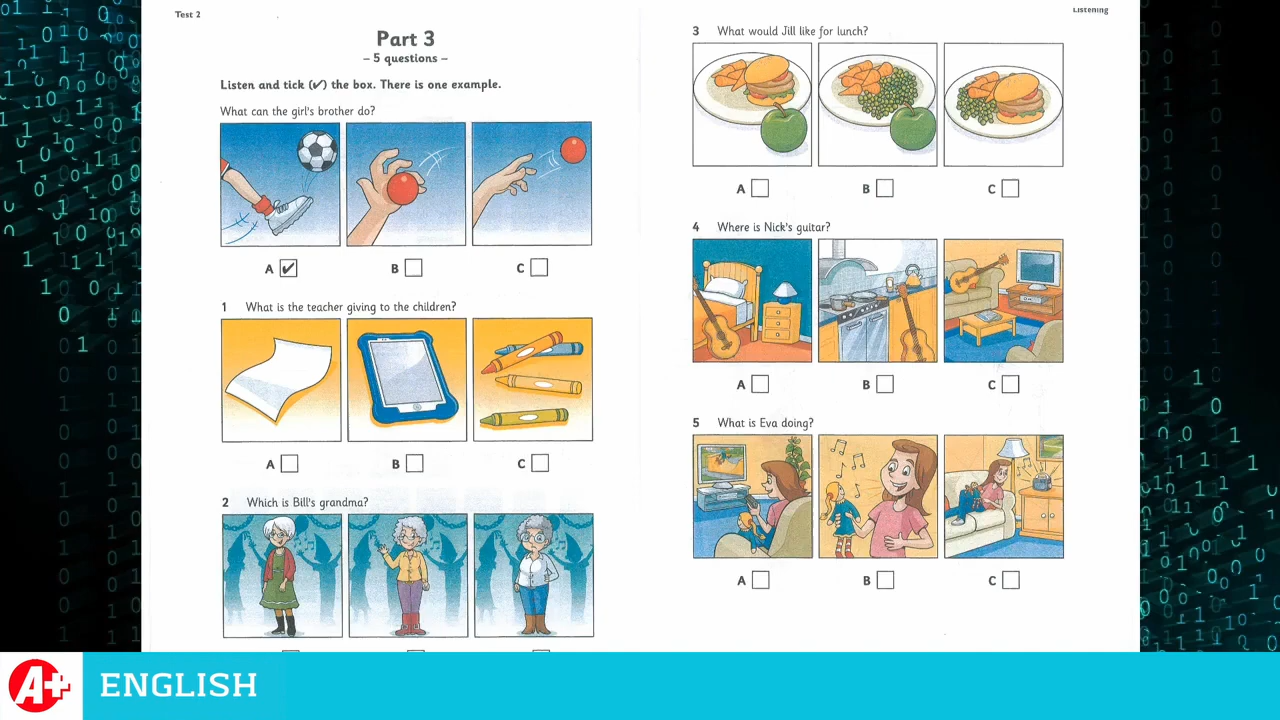 Test 2
Part 3
– 5 questions –
Listen and tick (✔) the box. There is one example.
What can the girl's brother do?
A ✔
B
C
1 What is the teacher giving to the children?
A
B
C
2 Which is Bill's grandma?
Listening
3 What would Jill like for lunch?
A
B
C
4 Where is Nick's guitar?
A
B
C
5 What is Eva doing?
A
B
C
A+ ENGLISH